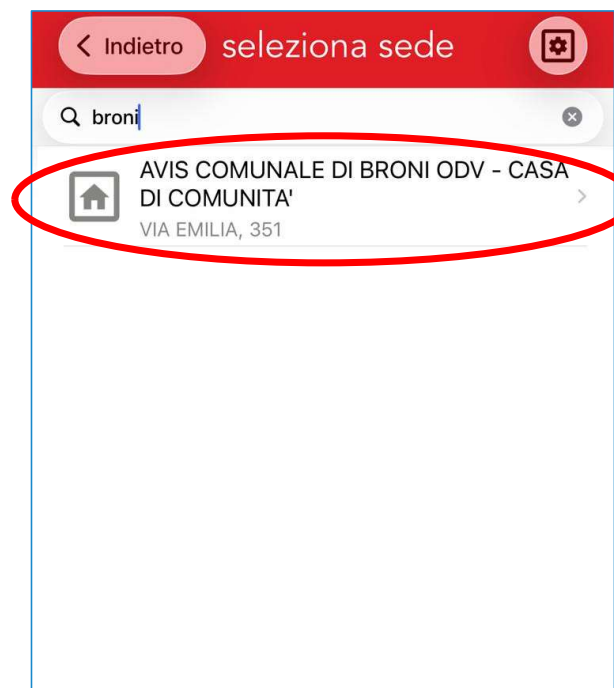 Indietro seleziona sede
broni
AVIS COMUNALE DI BRONI ODV - CASA
DI COMUNITA'
VIA EMILIA, 351